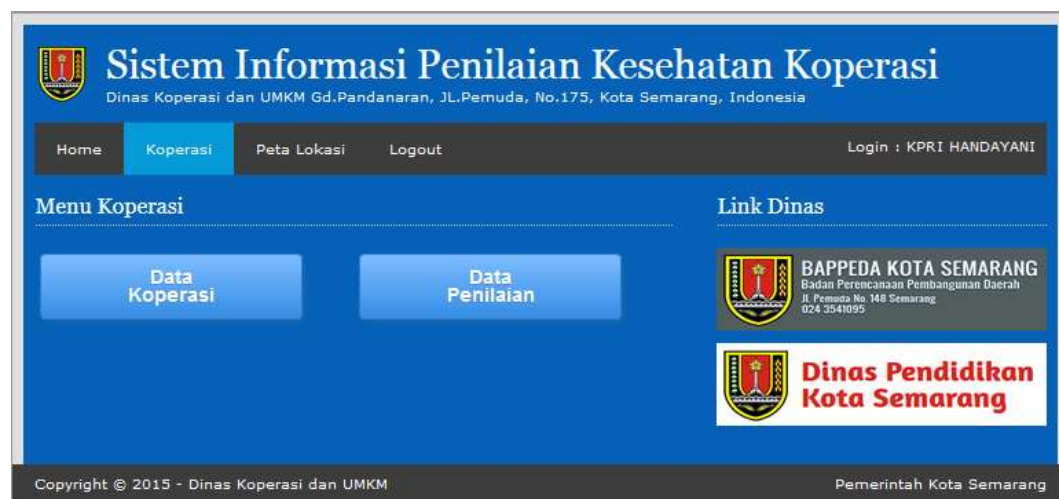 Sistem Informasi Penilaian Kesehatan Koperasi
Dinas Koperasi dan UMKM Gd.Pandanaran, JL.Pemuda, No.175, Kota Semarang, Indonesia
Home Koperasi Peta Lokasi Logout Login : KPRI HANDAYANI
Menu Koperasi
Data
Koperasi
Data
Penilaian
Link Dinas
BAPPEDA KOTA SEMARANG
Badan Perencanaan Pembangunan Daerah
Jl. Pemuda No. 148 Semarang
024 3541095
Dinas Pendidikan
Kota Semarang
Copyright © 2015 - Dinas Koperasi dan UMKM Pemerintah Kota Semarang